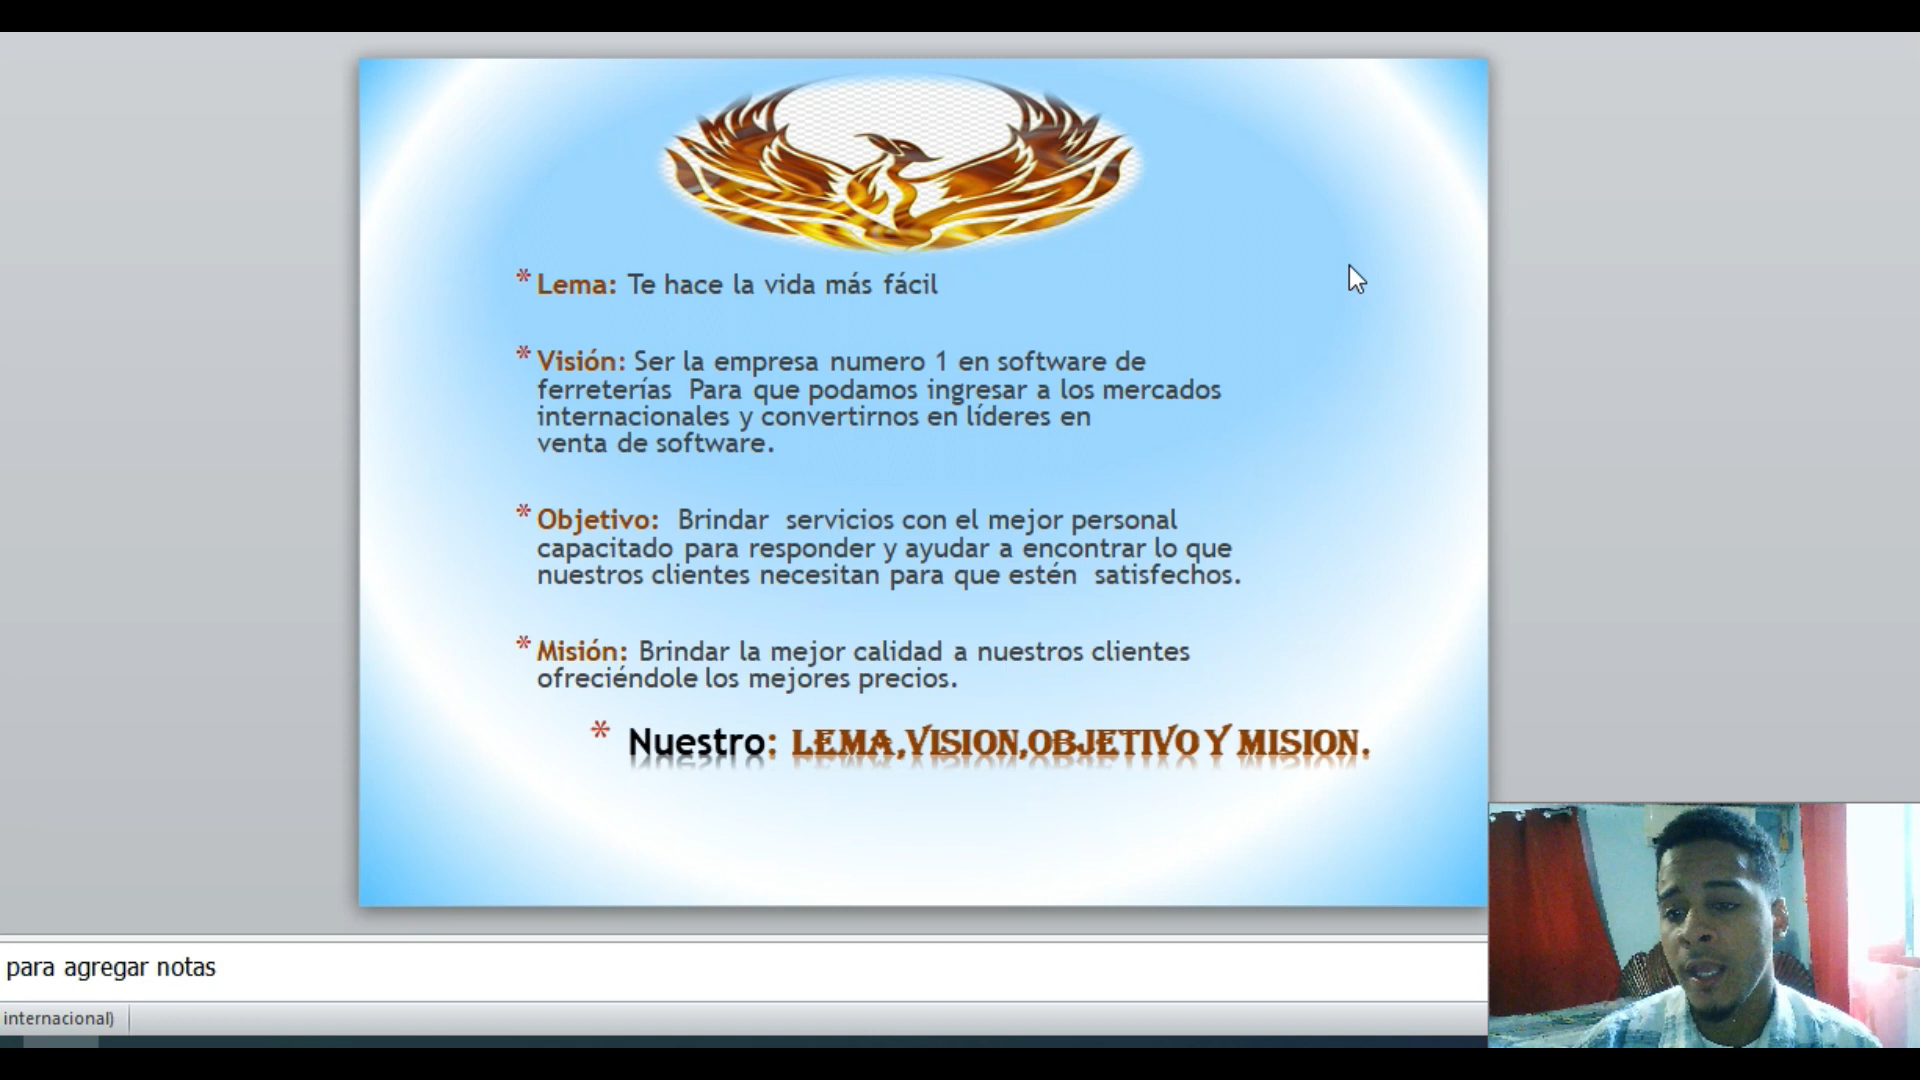 * Lema: Te hace la vida más fácil
* Visión: Ser la empresa numero 1 en software de
ferreterías Para que podamos ingresar a los mercados
internacionales y convertirnos en líderes en
venta de software.
* Objetivo: Brindar servicios con el mejor personal
capacitado para responder y ayudar a encontrar lo que
nuestros clientes necesitan para que estén satisfechos.
* Misión: Brindar la mejor calidad a nuestros clientes
ofreciéndole los mejores precios.
* Nuestro: LEMA,VISION,OBJETIVO Y MISION.
para agregar notas
internacional)